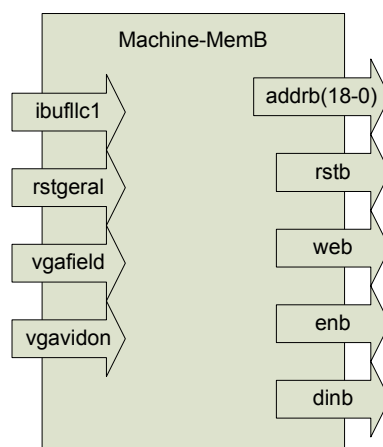 Machine-MemB
ibufllc1
rstgeral
vgafield
vgavidon
addrb(18-0)
rstb
web
enb
dinb